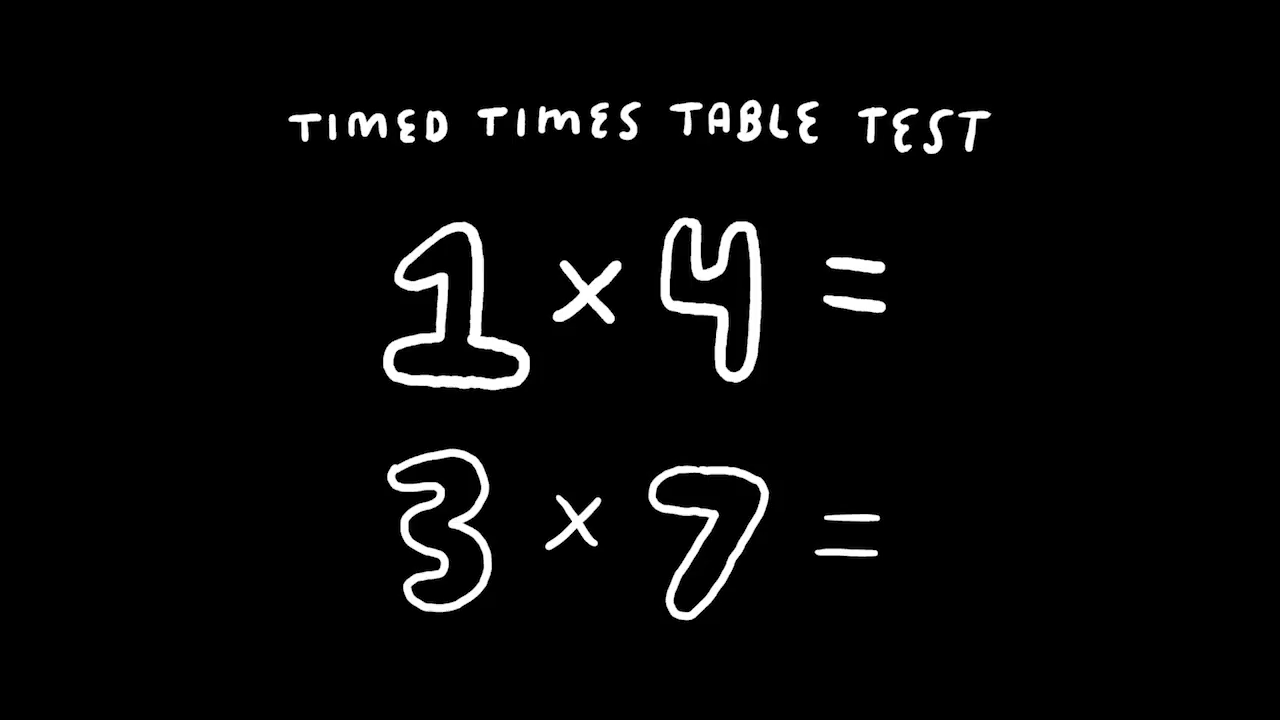 TIMED TIMES TABLE TEST
1 × 4 =
3 × 7 =